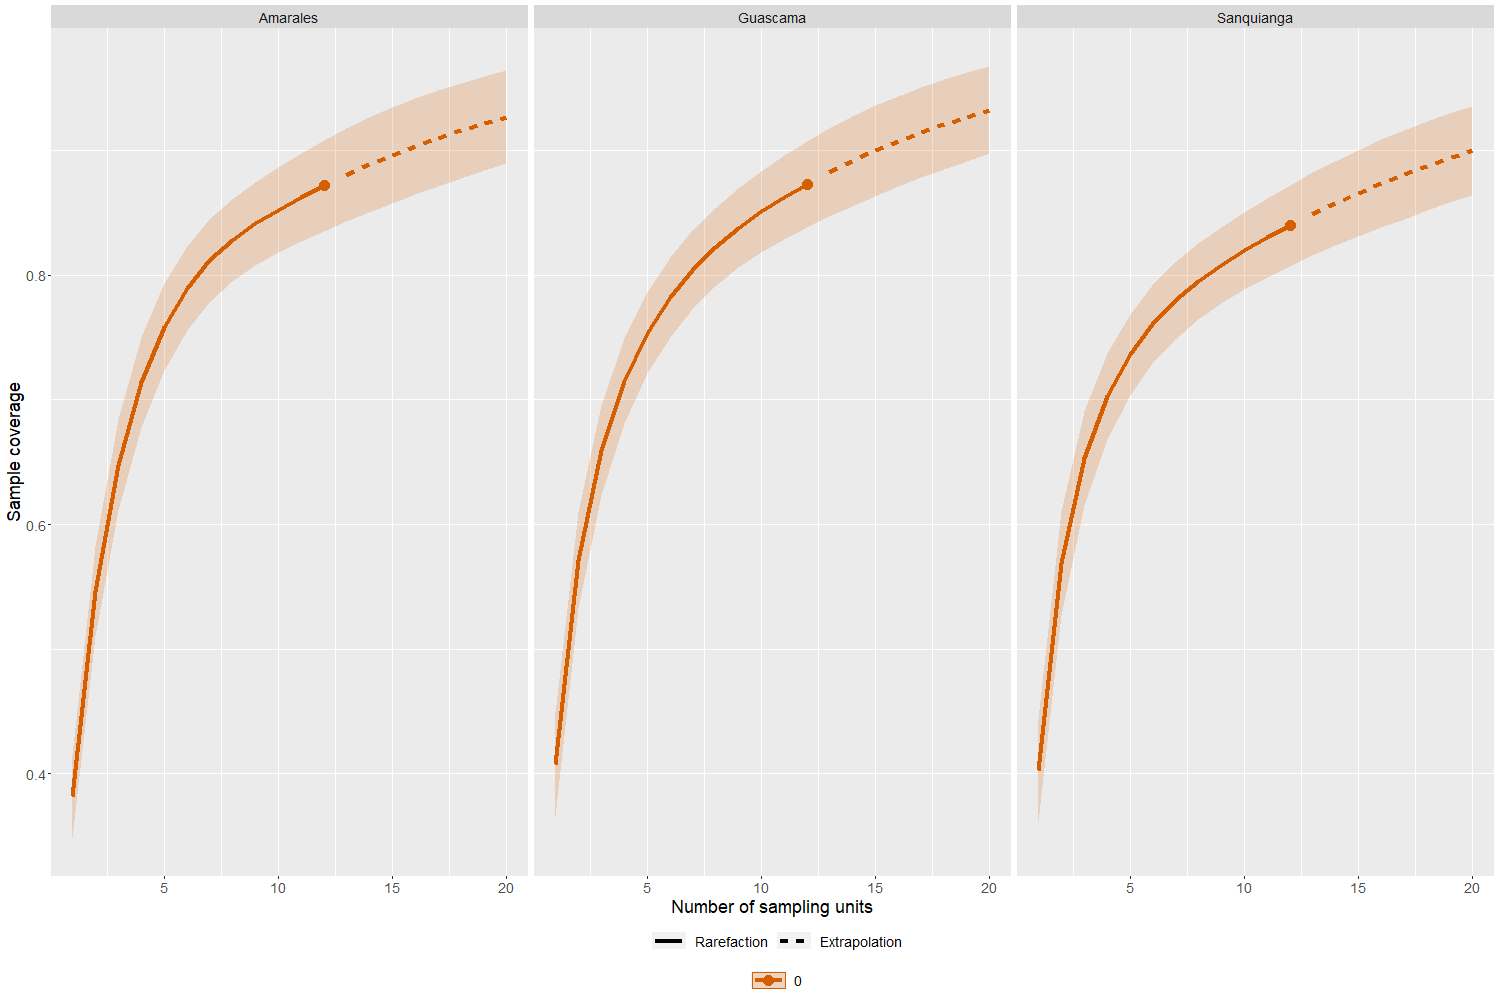 Amarales Guascama Sanquianga
Sample coverage
0.8
0.6
0.4
5 10 15 20 5 10 15 20 5 10 15 20
Number of sampling units
Rarefaction Extrapolation
0